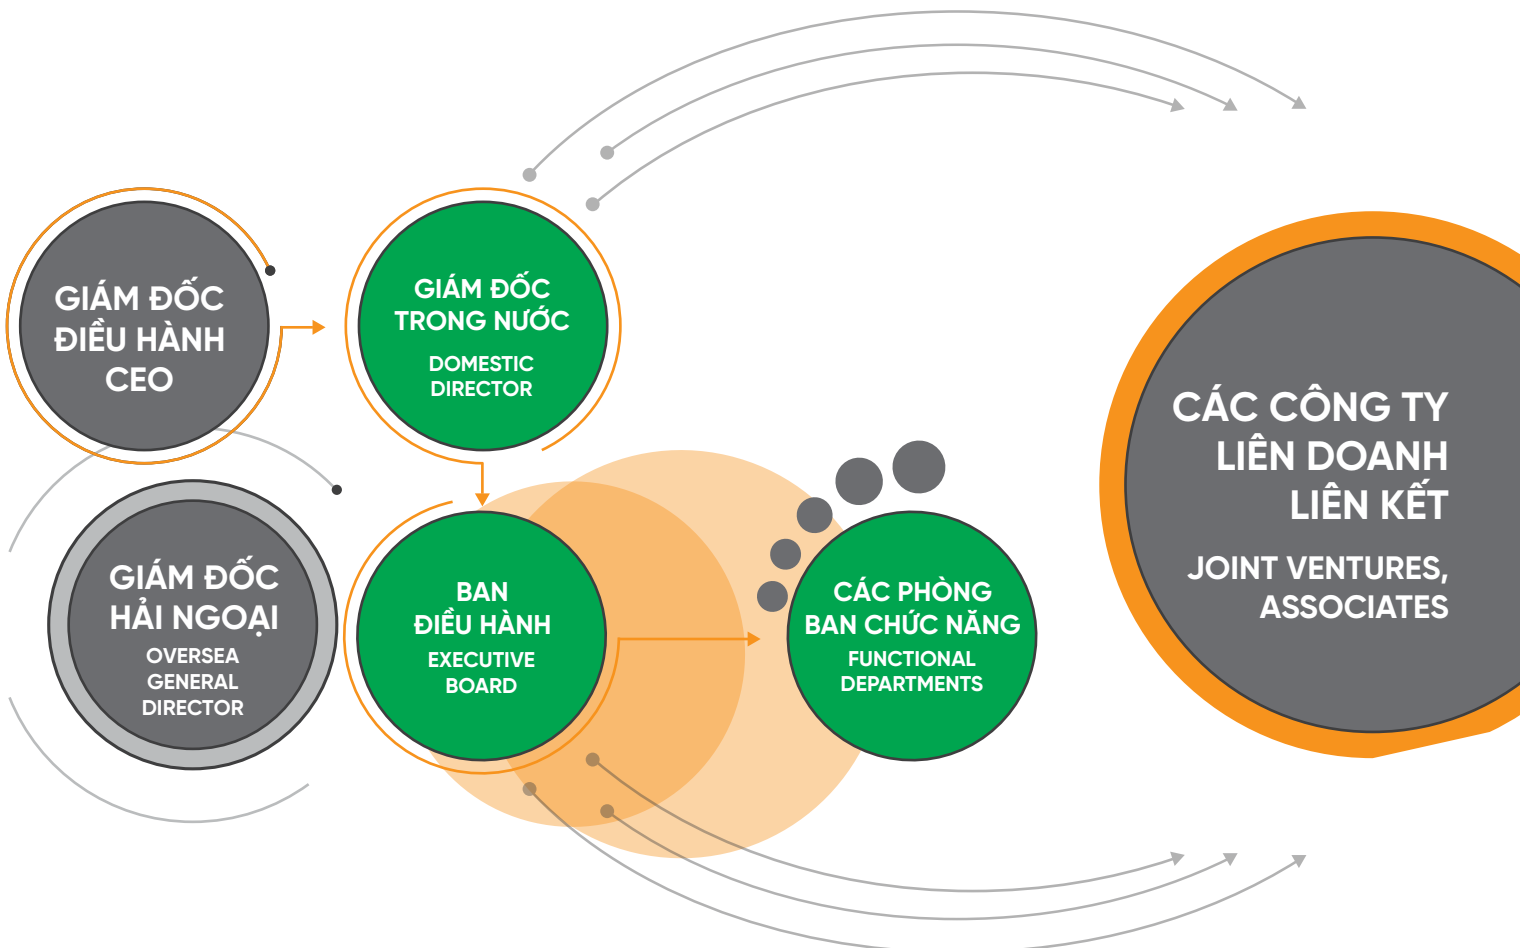 GIÁM ĐỐC
ĐIỀU HÀNH
CEO
GIÁM ĐỐC
TRONG NƯỚC
DOMESTIC
DIRECTOR
GIÁM ĐỐC
HẢI NGOẠI
OVERSEA
GENERAL
DIRECTOR
BAN
ĐIỀU HÀNH
EXECUTIVE
BOARD
CÁC PHÒNG
BAN CHỨC NĂNG
FUNCTIONAL
DEPARTMENTS
CÁC CÔNG TY
LIÊN DOANH
LIÊN KẾT
JOINT VENTURES,
ASSOCIATES